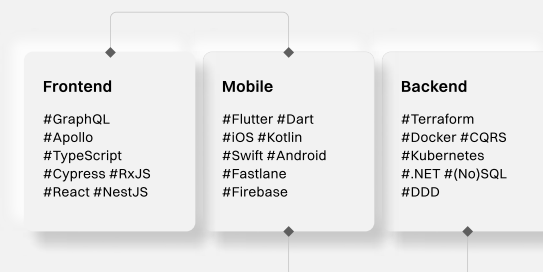 Frontend
#GraphQL
#Apollo
#TypeScript
#Cypress #RxJS
#React #NestJS
Mobile
#Flutter #Dart
#iOS #Kotlin
#Swift #Android
#Fastlane
#Firebase
Backend
#Terraform
#Docker #CQRS
#Kubernetes
#.NET #(No)SQL
#DDD